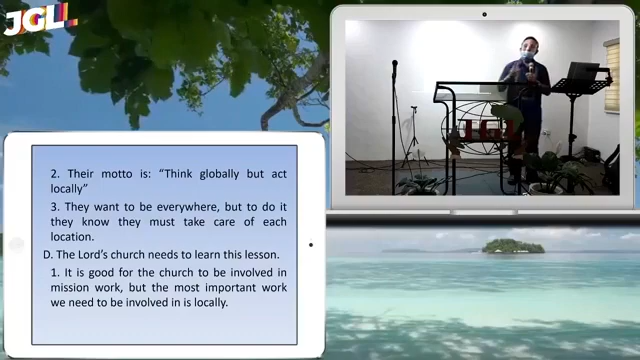 JGL
2. Their motto is: “Think globally but act
locally”
3. They want to be everywhere, but to do it
they know they must take care of each
location.
D. The Lord’s church needs to learn this lesson.
1. It is good for the church to be involved in
mission work, but the most important work
we need to be involved in is locally.
JGL